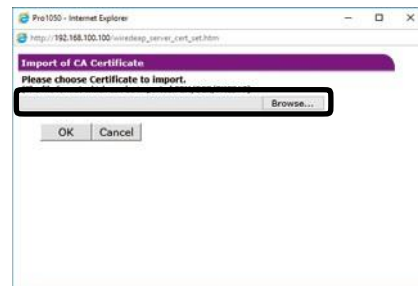 Pro1050 - Internet Explorer
http://192.168.100.100/wiredeap_server_cert_set.htm
Import of CA Certificate
Please choose Certificate to import.
Browse...
OK Cancel